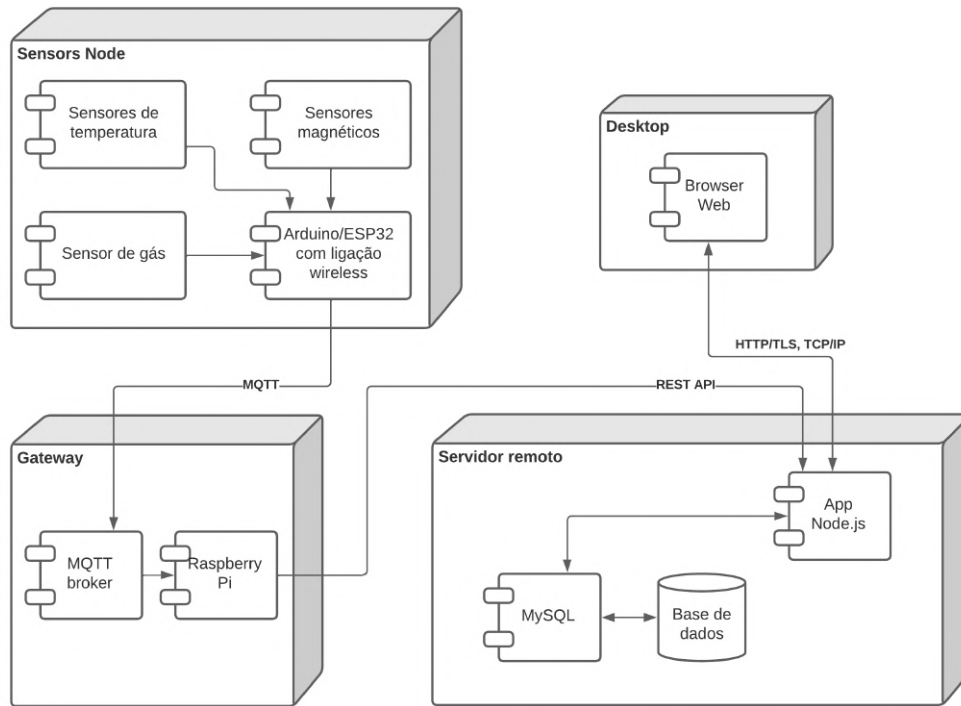 Sensors Node
Sensores de
temperatura
Sensores
magnéticos
Sensor de gás
Arduino/ESP32
com ligação
wireless
Desktop
Browser
Web
HTTP/TLS, TCP/IP
MQTT
REST API
Gateway
MQTT
broker
Raspberry
Pi
Servidor remoto
App
Node.js
MySQL
Base de
dados